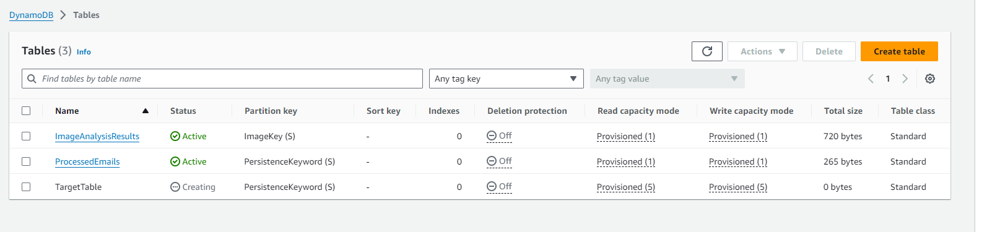 DynamoDB > Tables
Tables (3) Info
Actions Delete Create table
Find tables by table name Any tag key Any tag value 1
Name Status Partition key Sort key Indexes Deletion protection Read capacity mode Write capacity mode Total size Table class
ImageAnalysisResults Active ImageKey (S) - 0 Off Provisioned (1) Provisioned (1) 720 bytes Standard
ProcessedEmails Active PersistenceKeyword (S) - 0 Off Provisioned (1) Provisioned (1) 265 bytes Standard
TargetTable Creating PersistenceKeyword (S) - 0 Off Provisioned (5) Provisioned (5) 0 bytes Standard